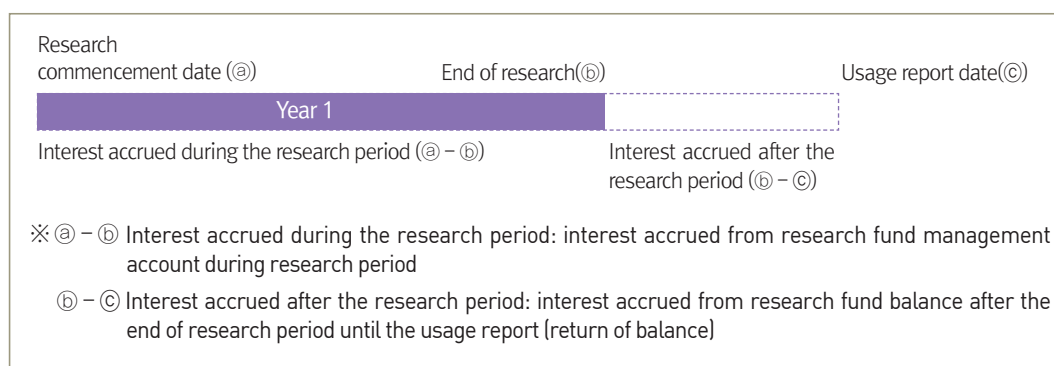 Research
commencement date (ⓐ)
End of research(ⓑ)
Usage report date(ⓒ)
Year 1
Interest accrued during the research period (ⓐ – ⓑ)
Interest accrued after the
research period (ⓑ – ⓒ)
※ ⓐ – ⓑ Interest accrued during the research period: interest accrued from research fund management
account during research period
ⓑ – ⓒ Interest accrued after the research period: interest accrued from research fund balance after the
end of research period until the usage report (return of balance)